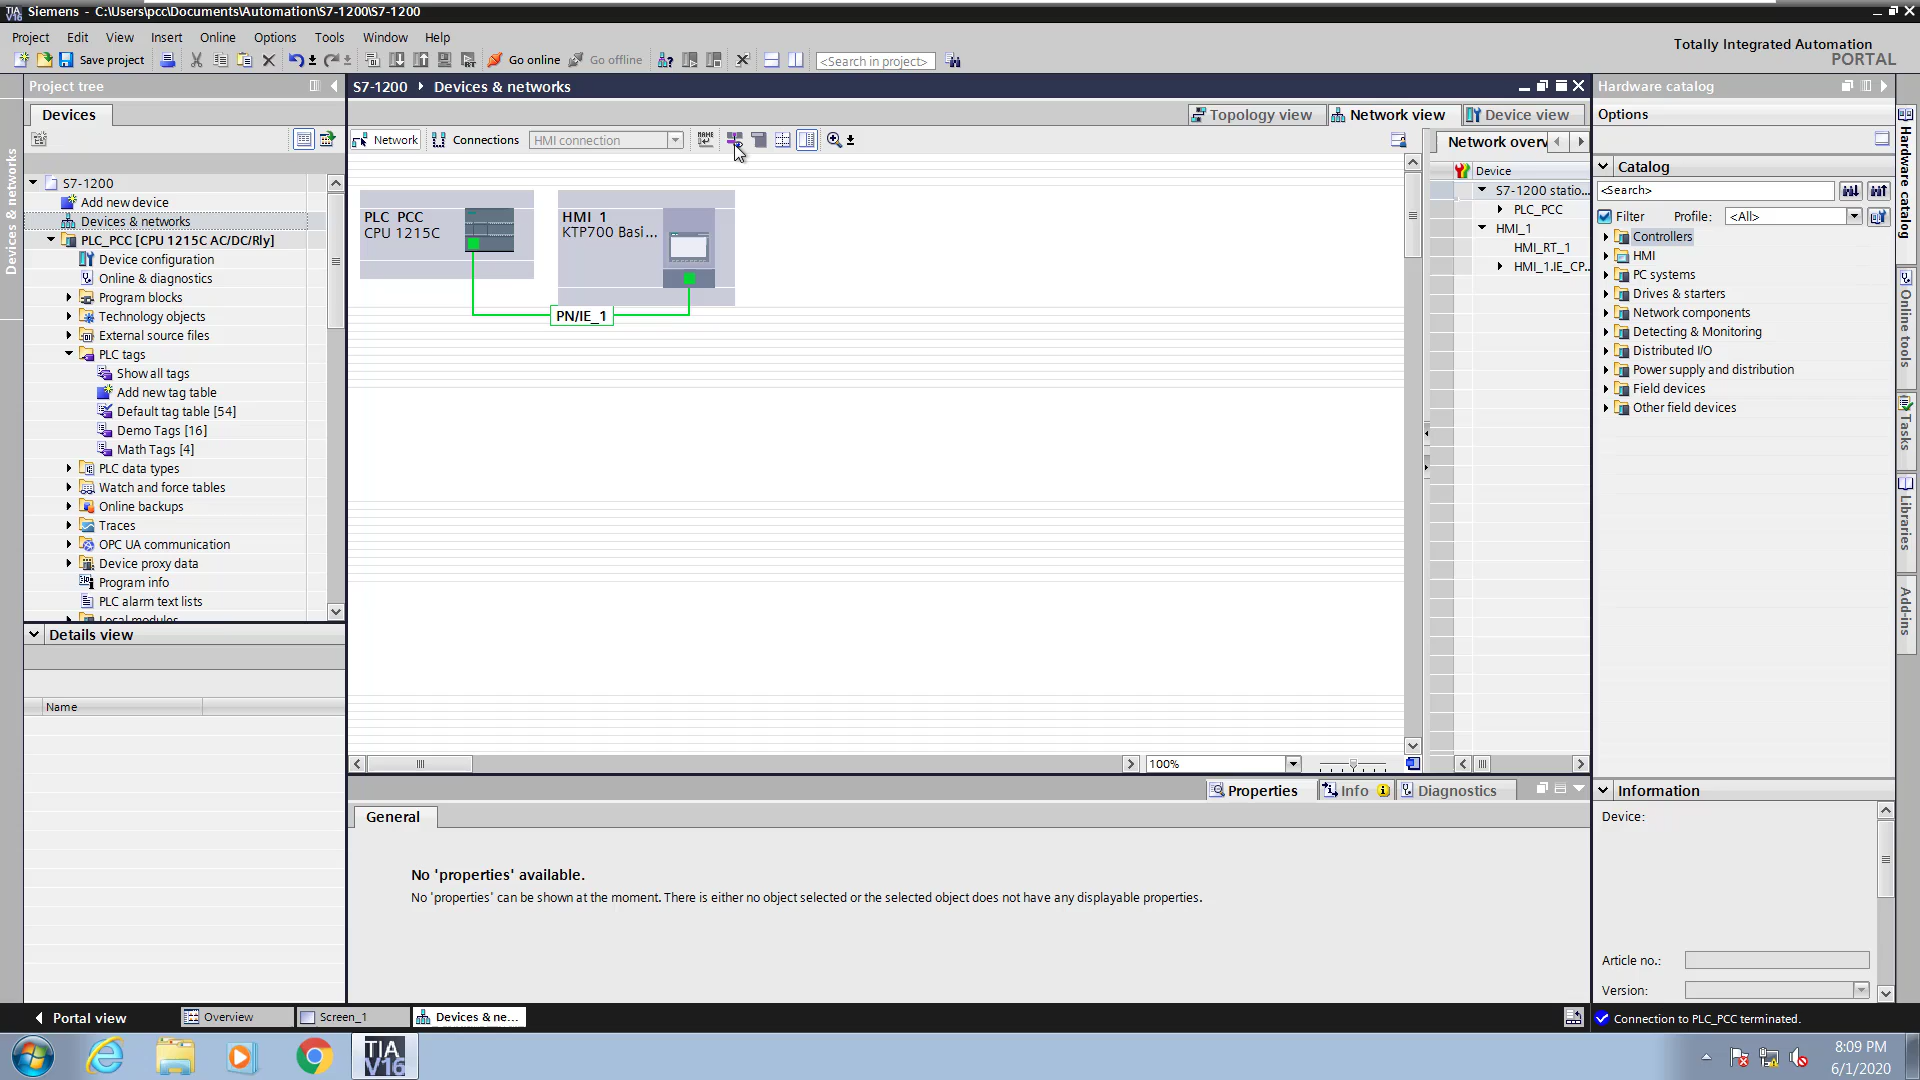 Siemens - C:\Users\pcc\Documents\Automation\S7-1200\S7-1200
Project Edit View Insert Online Options Tools Window Help
Totally Integrated Automation
PORTAL
Save project
Go online
Go offline
<Search in project>
Project tree
S7-1200 Devices & networks
Hardware catalog
Devices
Topology view
Network view
Device view
Options
Network
Connections
HMI connection
Network overv
Device
S7-1200 statio...
PLC_PCC
HMI_1
HMI_RT_1
HMI_1.IE_CP..
Catalog
<Search>
Filter
Profile:
<All>
Controllers
HMI
PC systems
Drives & starters
Network components
Detecting & Monitoring
Distributed I/O
Power supply and distribution
Field devices
Other field devices
Devices & networks
S7-1200
Add new device
Devices & networks
PLC_PCC [CPU 1215C AC/DC/Rly]
Device configuration
Online & diagnostics
Program blocks
Technology objects
External source files
PLC tags
Show all tags
Add new tag table
Default tag table [54]
Demo Tags [16]
Math Tags [4]
PLC data types
Watch and force tables
Online backups
Traces
OPC UA communication
Device proxy data
Program info
PLC alarm text lists
Local modules
PLC PCC
CPU 1215C
HMI 1
KTP700 Basi...
PN/IE_1
Hardware catalog
Online tools
Tasks
Libraries
Add-ins
Details view
Name
100%
Properties
Info
Diagnostics
General
No 'properties' available.
No 'properties' can be shown at the moment. There is either no object selected or the selected object does not have any displayable properties.
Information
Device:
Article no.:
Version:
Portal view
Overview
Screen_1
Devices & ne...
Connection to PLC_PCC terminated.
TIA
V16
8:09 PM
6/1/2020